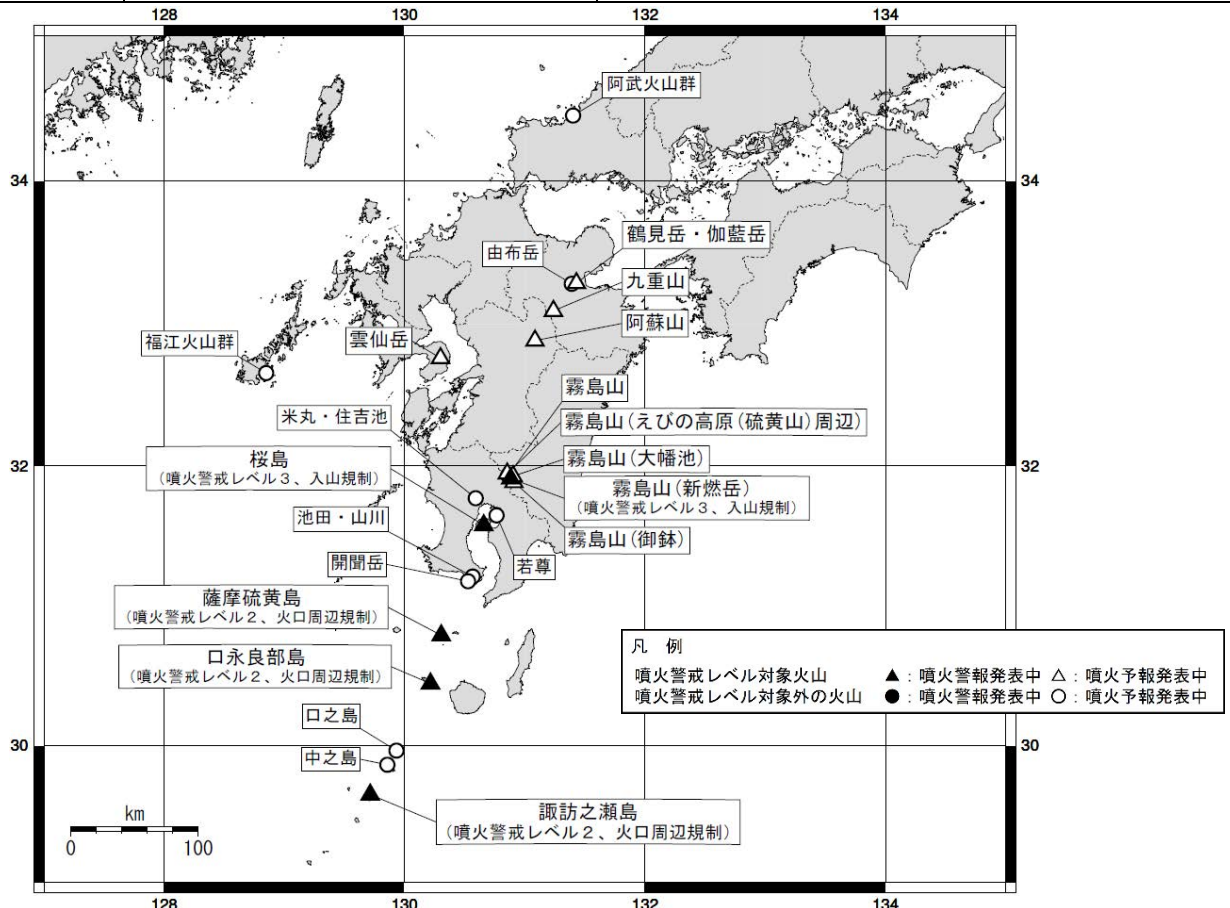 128
130
132
134
阿武火山群
34
34
鶴見岳・伽藍岳
由布岳
九重山
阿蘇山
雲仙岳
福江火山群
霧島山
米丸・住吉池
霧島山(えびの高原(硫黄山)周辺)
桜島
(噴火警戒レベル3、入山規制)
霧島山(大幡池)
32
32
霧島山(新燃岳)
(噴火警戒レベル3、入山規制)
池田・山川
霧島山(御鉢)
開聞岳
若尊
薩摩硫黄島
(噴火警戒レベル2、火口周辺規制)
口永良部島
(噴火警戒レベル2、火口周辺規制)
凡 例
噴火警戒レベル対象火山 ▲:噴火警報発表中 △:噴火予報発表中
噴火警戒レベル対象外の火山 ●:噴火警報発表中 ○:噴火予報発表中
口之島
30
30
中之島
諏訪之瀬島
(噴火警戒レベル2、火口周辺規制)
km
0 100
128
130
132
134